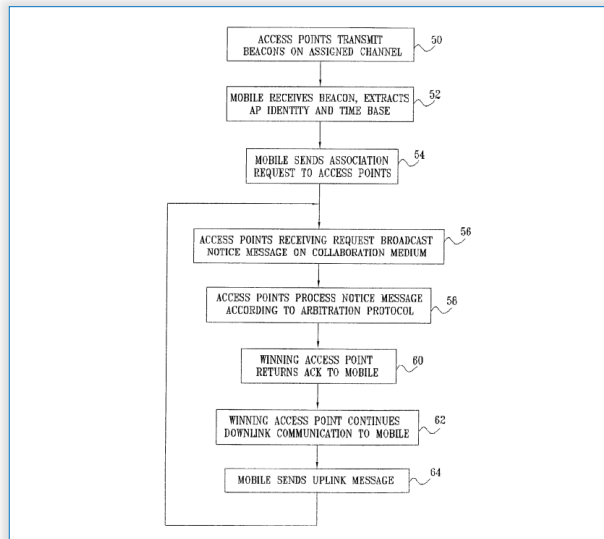 ACCESS POINTS TRANSMIT
BEACONS ON ASSIGNED CHANNEL
50
MOBILE RECEIVES BEACON, EXTRACTS
AP IDENTITY AND TIME BASE
52
MOBILE SENDS ASSOCIATION
REQUEST TO ACCESS POINTS
54
ACCESS POINTS RECEIVING REQUEST BROADCAST
NOTICE MESSAGE ON COLLABORATION MEDIUM
56
ACCESS POINTS PROCESS NOTICE MESSAGE
ACCORDING TO ARBITRATION PROTOCOL
58
WINNING ACCESS POINT
RETURNS ACK TO MOBILE
60
WINNING ACCESS POINT CONTINUES
DOWNLINK COMMUNICATION TO MOBILE
62
MOBILE SENDS UPLINK MESSAGE
64